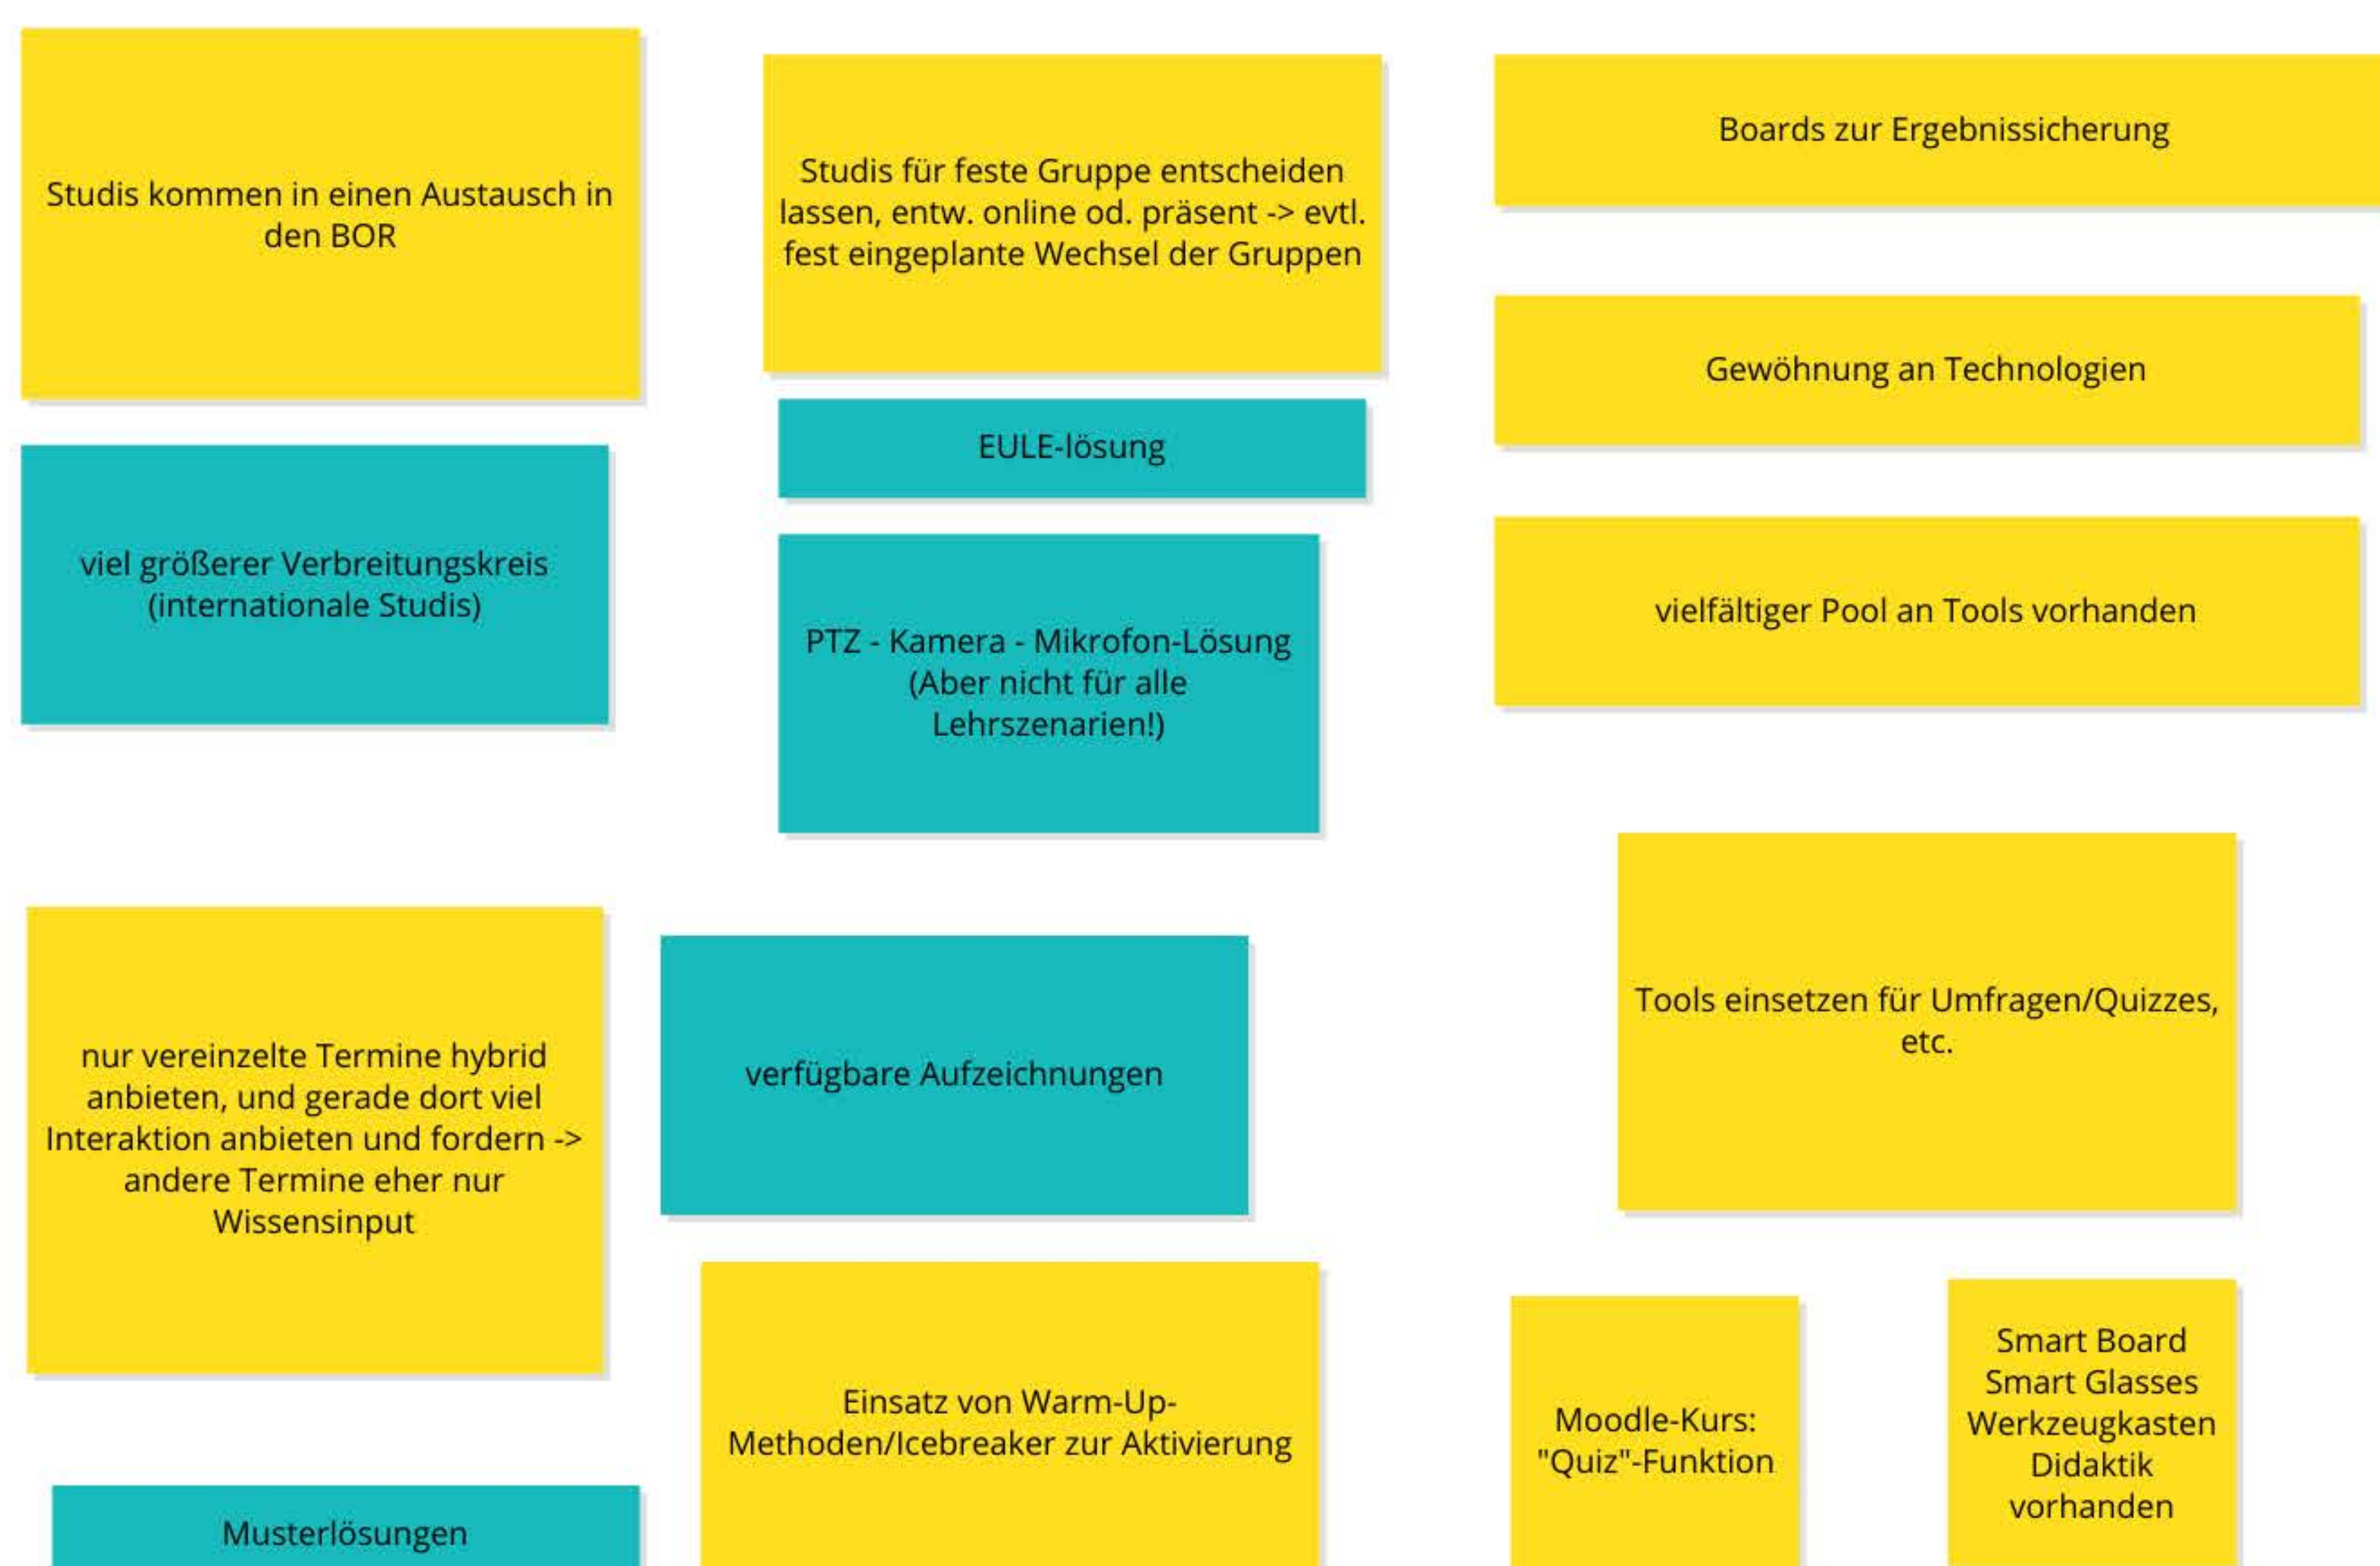 Studis kommen in einen Austausch in
den BOR
Studis für feste Gruppe entscheiden
lassen, entw. online od. präsent -> evtl.
fest eingeplante Wechsel der Gruppen
Boards zur Ergebnissicherung
Gewöhnung an Technologien
EULE-lösung
viel größerer Verbreitungskreis
(internationale Studis)
PTZ - Kamera - Mikrofon-Lösung
(Aber nicht für alle
Lehrszenarien!)
vielfältiger Pool an Tools vorhanden
nur vereinzelte Termine hybrid
anbieten, und gerade dort viel
Interaktion anbieten und fordern ->
andere Termine eher nur
Wissensinput
verfügbare Aufzeichnungen
Tools einsetzen für Umfragen/Quizzes,
etc.
Einsatz von Warm-Up-
Methoden/Icebreaker zur Aktivierung
Moodle-Kurs:
"Quiz"-Funktion
Smart Board
Smart Glasses
Werkzeugkasten
Didaktik
vorhanden
Musterlösungen